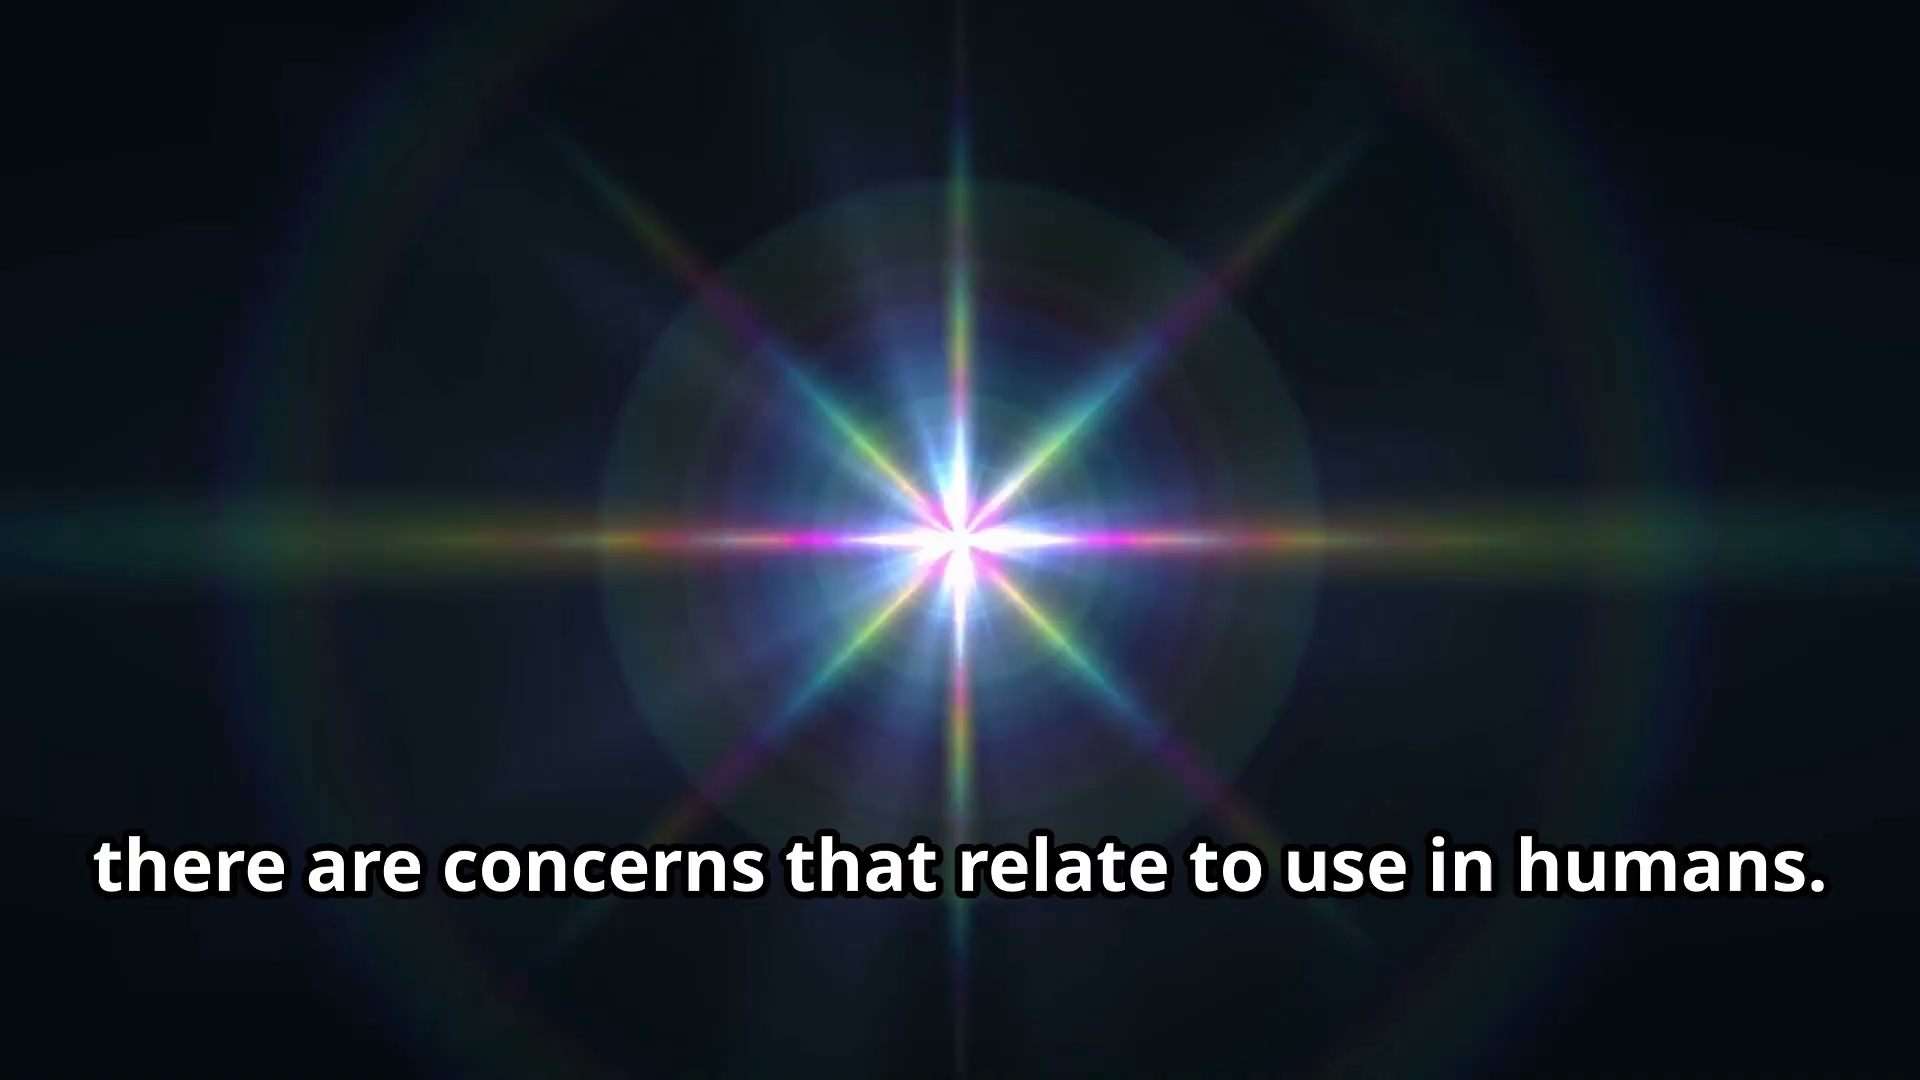 there are concerns that relate to use in humans.